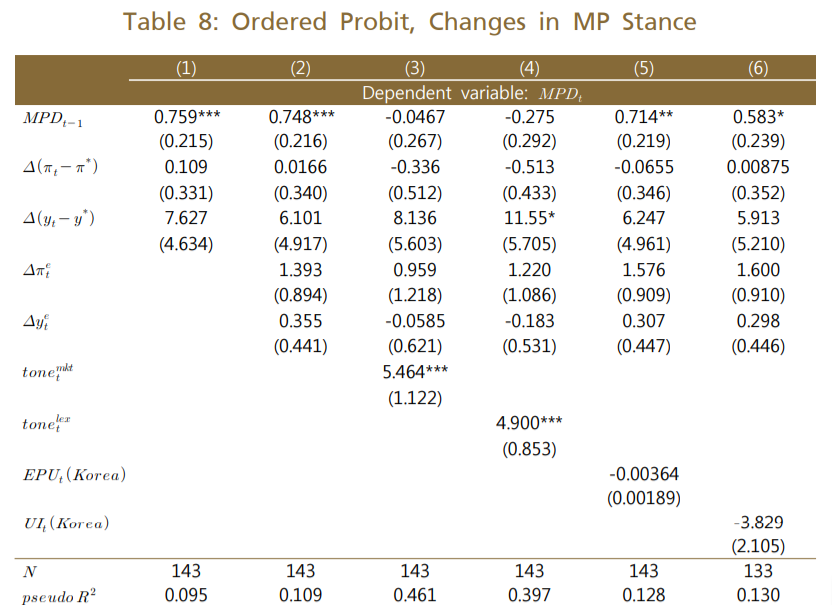 Table 8: Ordered Probit, Changes in MP Stance
(1) (2) (3) (4) (5) (6)
Dependent variable: MPD_t
MPD_{t-1} 0.759*** 0.748*** -0.0467 -0.275 0.714** 0.583*
(0.215) (0.216) (0.267) (0.292) (0.219) (0.239)
Δ(π_t − π^*) 0.109 0.0166 -0.336 -0.513 -0.0655 0.00875
(0.331) (0.340) (0.512) (0.433) (0.346) (0.352)
Δ(y_t − y^*) 7.627 6.101 8.136 11.55* 6.247 5.913
(4.634) (4.917) (5.603) (5.705) (4.961) (5.210)
Δπ_t^e 1.393 0.959 1.220 1.576 1.600
(0.894) (1.218) (1.086) (0.909) (0.910)
Δy_t^e 0.355 -0.0585 -0.183 0.307 0.298
(0.441) (0.621) (0.531) (0.447) (0.446)
tone_t^{mkt} 5.464***
(1.122)
tone_t^{lex} 4.900***
(0.853)
EPU_t(Korea) -0.00364
(0.00189)
UI_t(Korea) -3.829
(2.105)
N 143 143 143 143 143 133
pseudo R^2 0.095 0.109 0.461 0.397 0.128 0.130